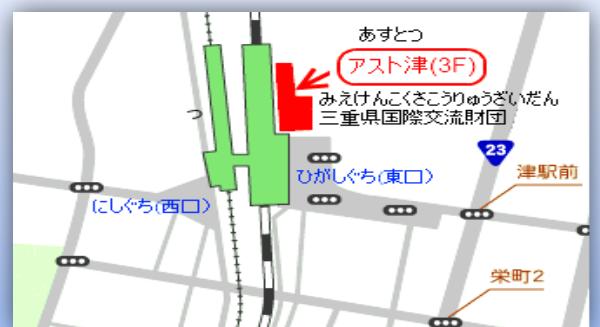 あすとつ
アスト津(3F)
みえけんこくさこうりゅうざいだん
三重県国際交流財団
つ
23
津駅前
ひがしぐち(東口)
にしぐち(西口)
栄町2